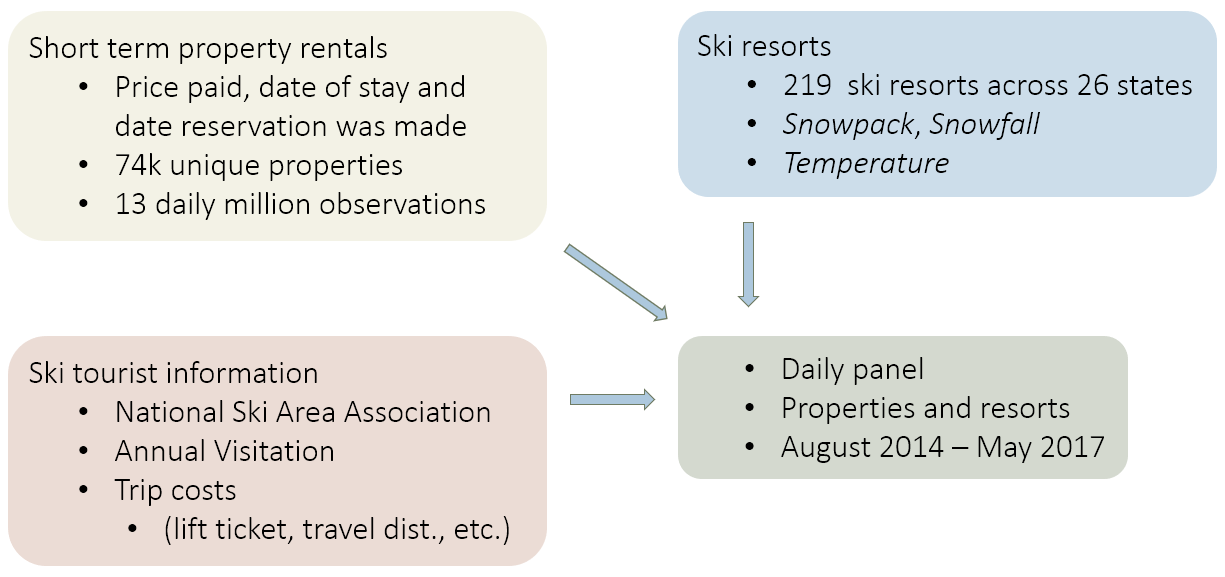 Short term property rentals
• Price paid, date of stay and
date reservation was made
• 74k unique properties
• 13 daily million observations
Ski resorts
• 219 ski resorts across 26 states
• Snowpack, Snowfall
• Temperature
Ski tourist information
• National Ski Area Association
• Annual Visitation
• Trip costs
• (lift ticket, travel dist., etc.)
• Daily panel
• Properties and resorts
• August 2014 – May 2017